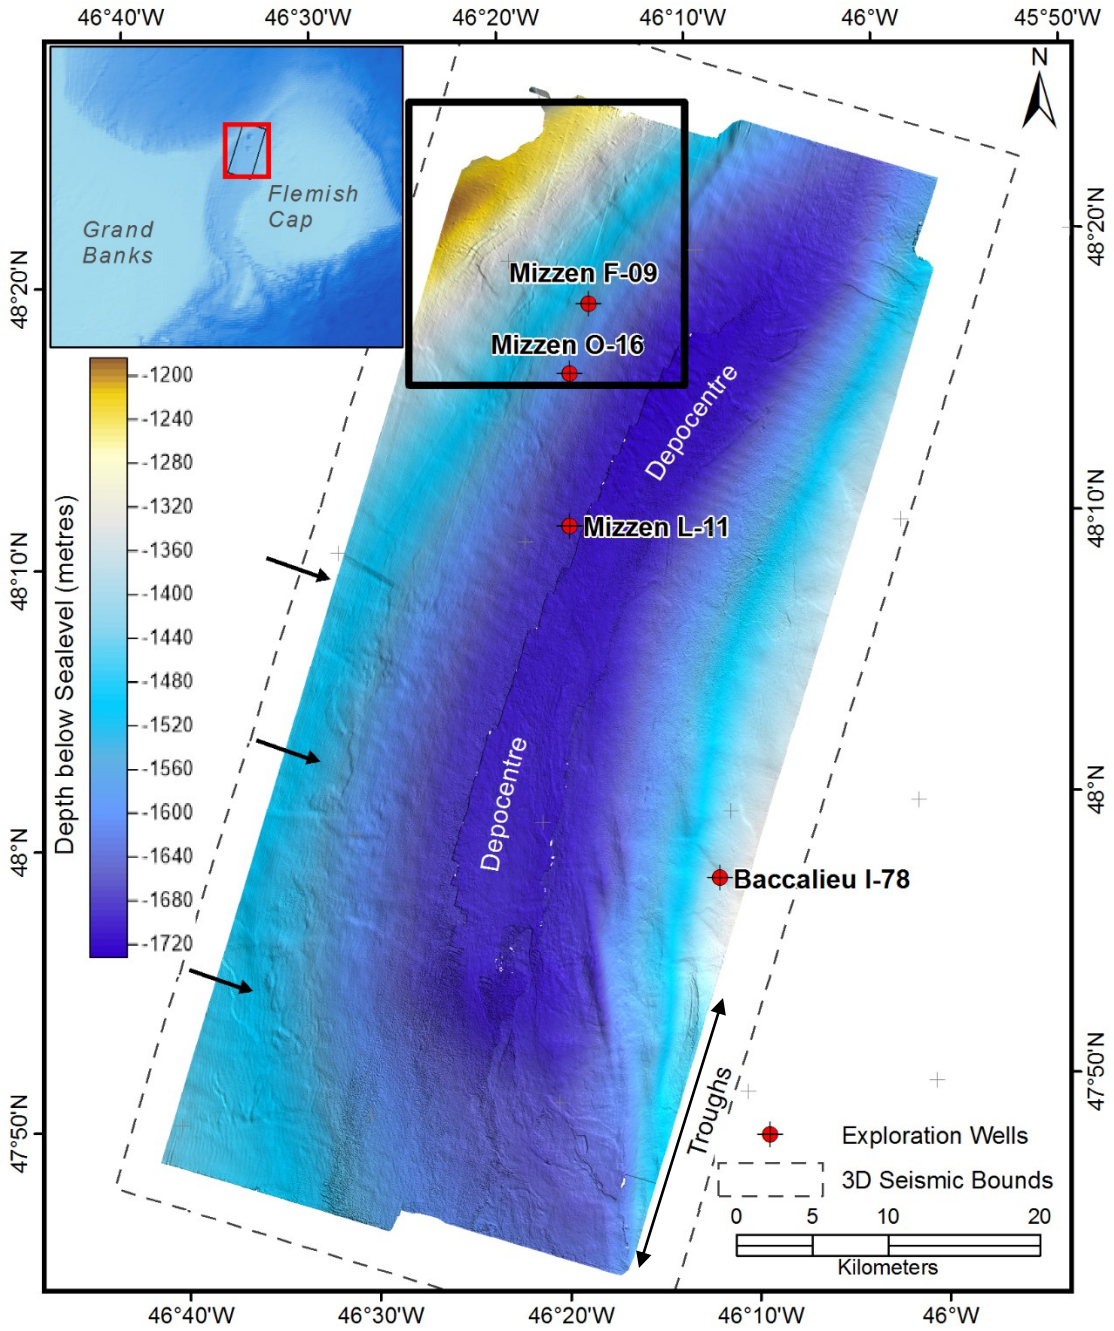 46°40'W 46°30'W 46°20'W 46°10'W 46°W 45°50'W
N
Grand
Banks
Flemish
Cap
48°20'N
48°20'N
Mizzen F-09
Mizzen O-16
Depocentre
Mizzen L-11
48°10'N
48°10'N
Depth below Sealevel (metres)
-1200
-1240
-1280
-1320
-1360
-1400
-1440
-1480
-1520
-1560
-1600
-1640
-1680
-1720
Depocentre
48°N
48°N
Baccalieu I-78
47°50'N
47°50'N
Troughs
Exploration Wells
3D Seismic Bounds
0 5 10 20
Kilometers
46°40'W 46°30'W 46°20'W 46°10'W 46°W